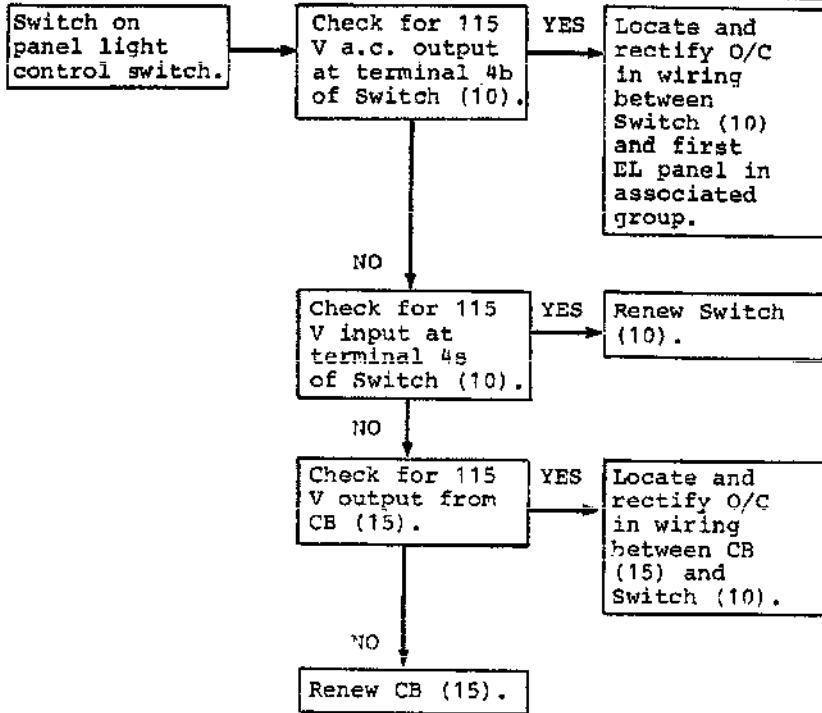 Switch on
panel light
control switch.
Check for 115
V a.c. output
at terminal 4b
of Switch (10).
YES
Locate and
rectify O/C
in wiring
between
Switch (10)
and first
EL panel in
associated
group.
NO
Check for 115
V input at
terminal 4s
of Switch (10).
YES
Renew Switch
(10).
NO
Check for 115
V output from
CB (15).
YES
Locate and
rectify O/C
in wiring
between CB
(15) and
Switch (10).
NO
Renew CB (15).